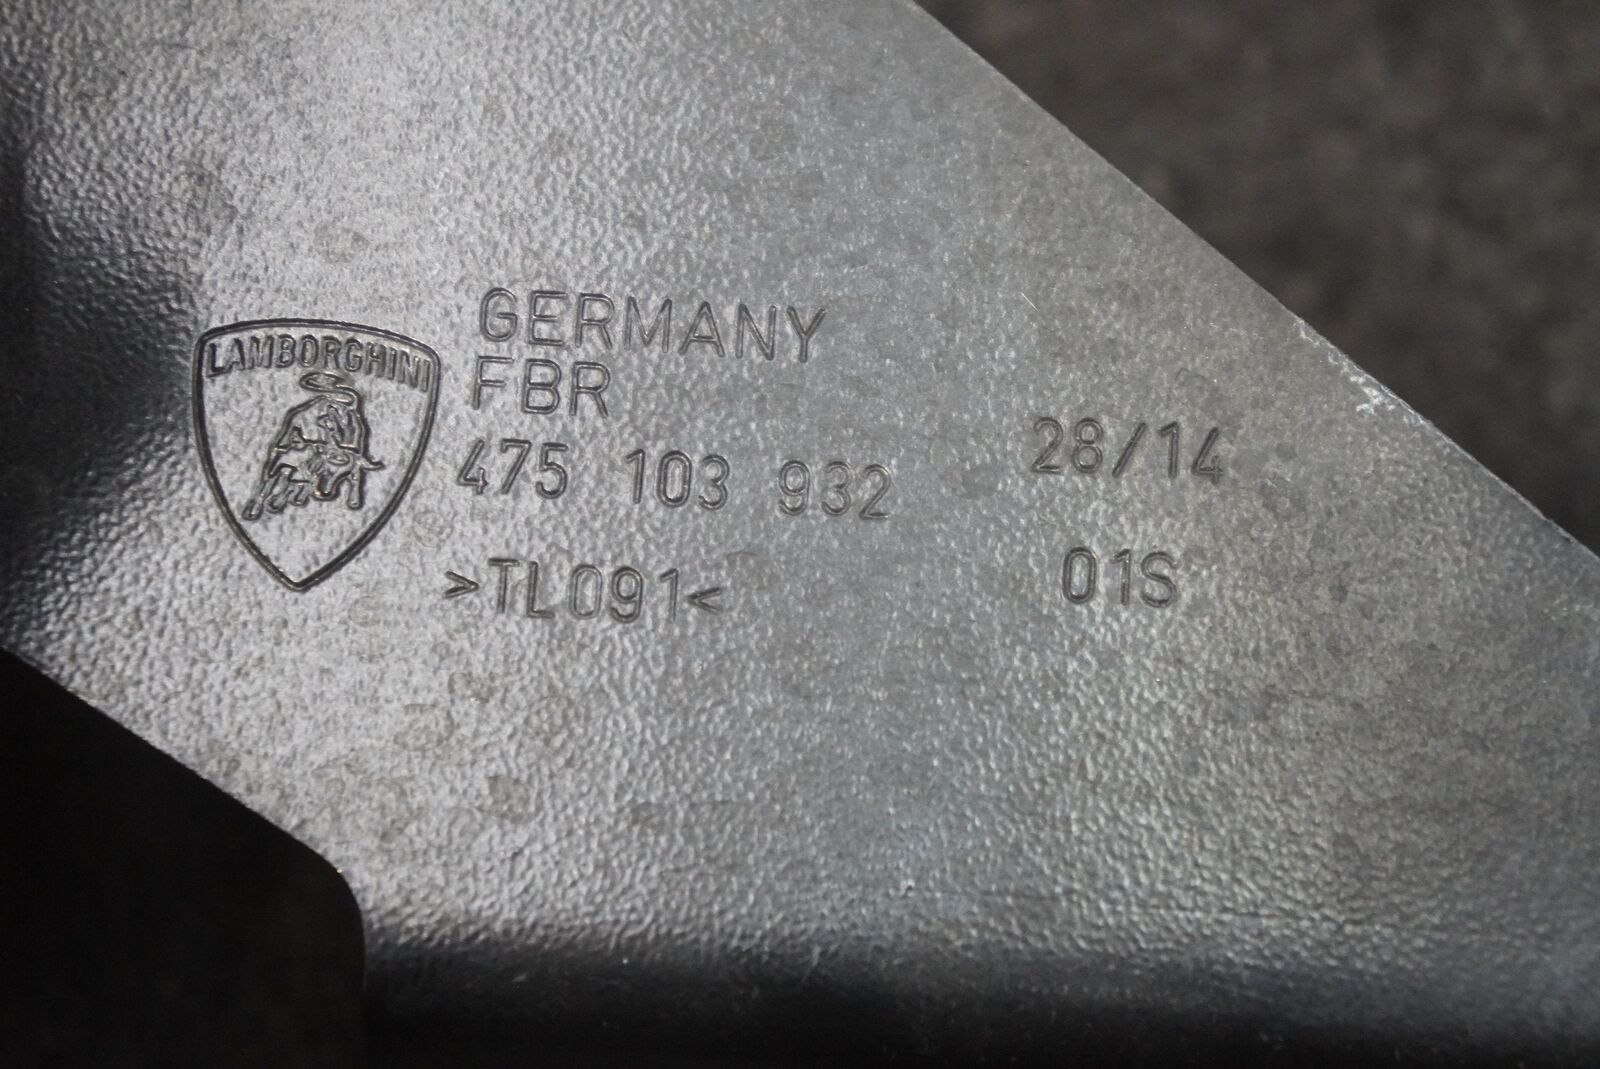 LAMBORGHINI
GERMANY
FBR
475 103 932
28/14
>TL091<
01S